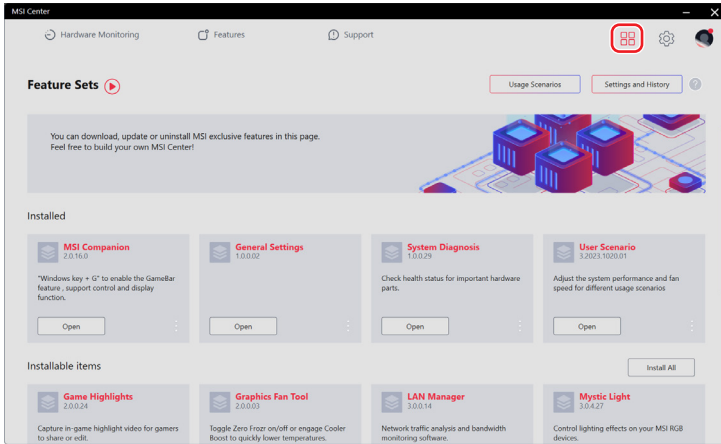 MSI Center
Hardware Monitoring
Features
Support
Feature Sets
Usage Scenarios
Settings and History
?
You can download, update or uninstall MSI exclusive features in this page.
Feel free to build your own MSI Center!
Installed
MSI Companion
2.0.16.0
"Windows key + G" to enable the GameBar
feature , support control and display
function.
Open
General Settings
1.0.0.02
Open
System Diagnosis
1.0.0.29
Check health status for important hardware
parts.
Open
User Scenario
3.2023.1020.01
Adjust the system performance and fan
speed for different usage scenarios
Open
Installable items
Install All
Game Highlights
2.0.0.24
Capture in-game highlight video for gamers
to share or edit.
Graphics Fan Tool
2.0.0.03
Toggle Zero Frozr on/off or engage Cooler
Boost to quickly lower temperatures.
LAN Manager
3.0.0.14
Network traffic analysis and bandwidth
monitoring software.
Mystic Light
3.0.4.27
Control lighting effects on your MSI RGB
devices.